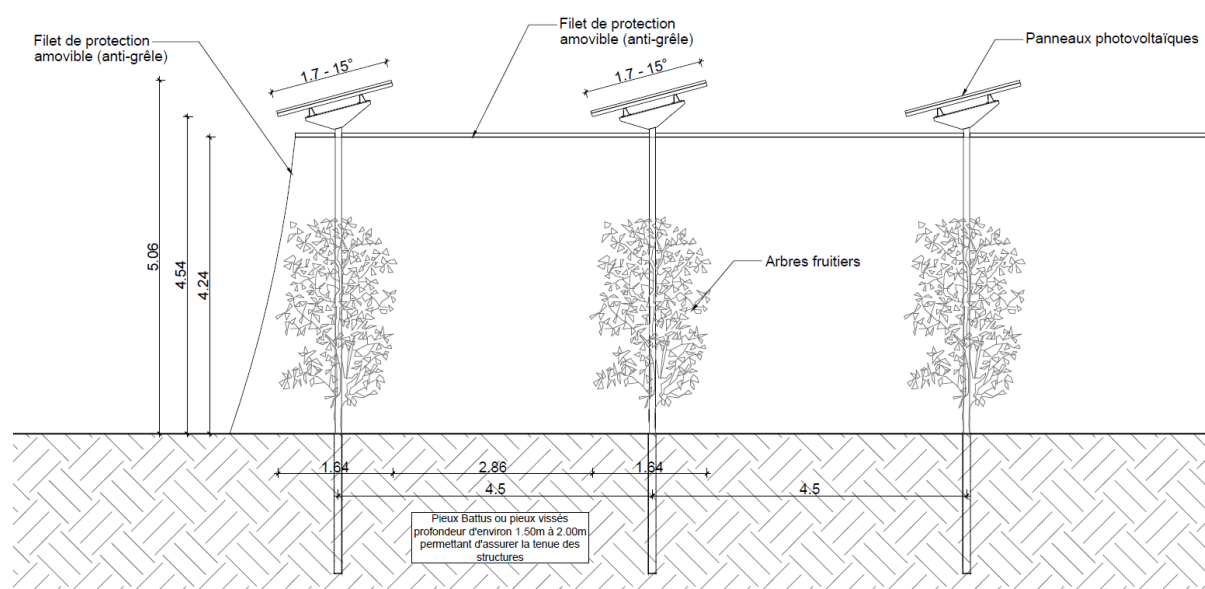 Filet de protection
amovible (anti-grêle)
Filet de protection
amovible (anti-grêle)
Panneaux photovoltaïques
1.7 - 15°
1.7 - 15°
5.06
4.54
4.24
Arbres fruitiers
1.64
2.86
1.64
4.5
4.5
Pieux Battus ou pieux vissés
profondeur d'environ 1.50m à 2.00m
permettant d'assurer la tenue des
structures